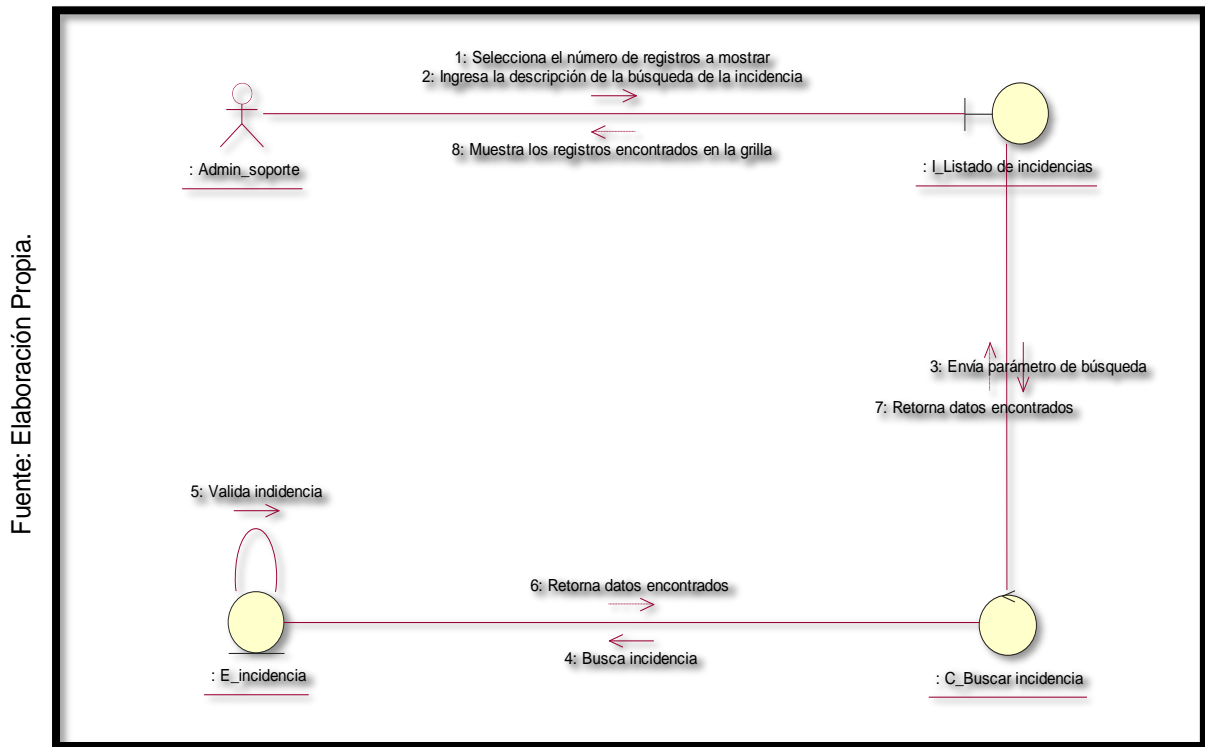 1: Selecciona el número de registros a mostrar
2: Ingresa la descripción de la búsqueda de la incidencia
8: Muestra los registros encontrados en la grilla
: Admin_soporte
: I_Listado de incidencias
3: Envía parámetro de búsqueda
7: Retorna datos encontrados
5: Valida indidencia
6: Retorna datos encontrados
4: Busca incidencia
: E_incidencia
: C_Buscar incidencia
Fuente: Elaboración Propia.